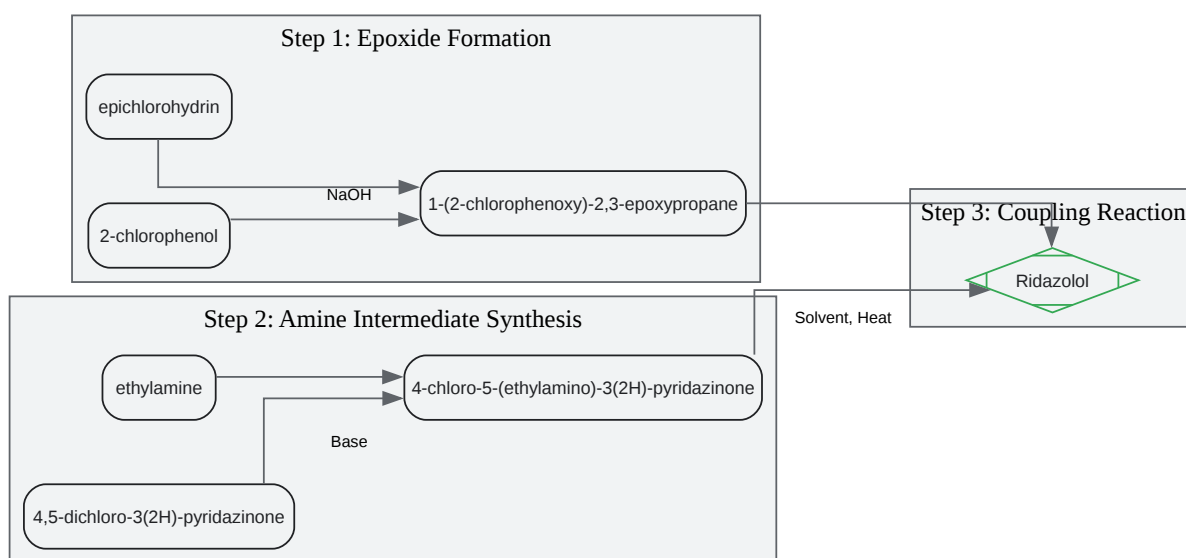 Step 1: Epoxide Formation
epichlorohydrin
NaOH
1-(2-chlorophenoxy)-2,3-epoxypropane
2-chlorophenol
Step 3: Coupling Reaction
Ridazolol
Solvent, Heat
Step 2: Amine Intermediate Synthesis
ethylamine
4-chloro-5-(ethylamino)-3(2H)-pyridazinone
Base
4,5-dichloro-3(2H)-pyridazinone